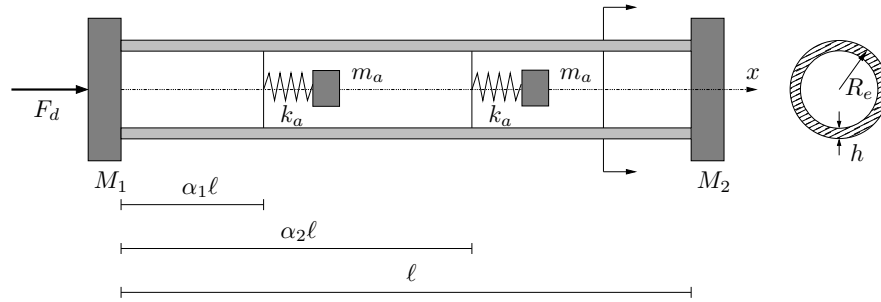 m_a
m_a
x
F_d
k_a
k_a
R_e
h
M_1
M_2
α_1ℓ
α_2ℓ
ℓ